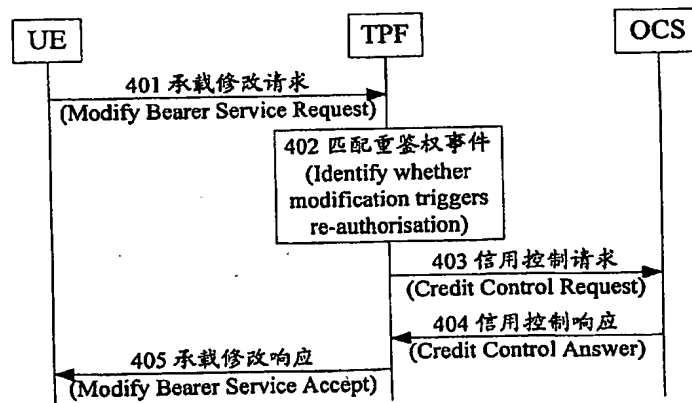 UE
TPF
OCS
401 承载修改请求
(Modify Bearer Service Request)
402 匹配重鉴权事件
(Identify whether
modification triggers
re-authorisation)
403 信用控制请求
(Credit Control Request)
404 信用控制响应
(Credit Control Answer)
405 承载修改响应
(Modify Bearer Service Accept)